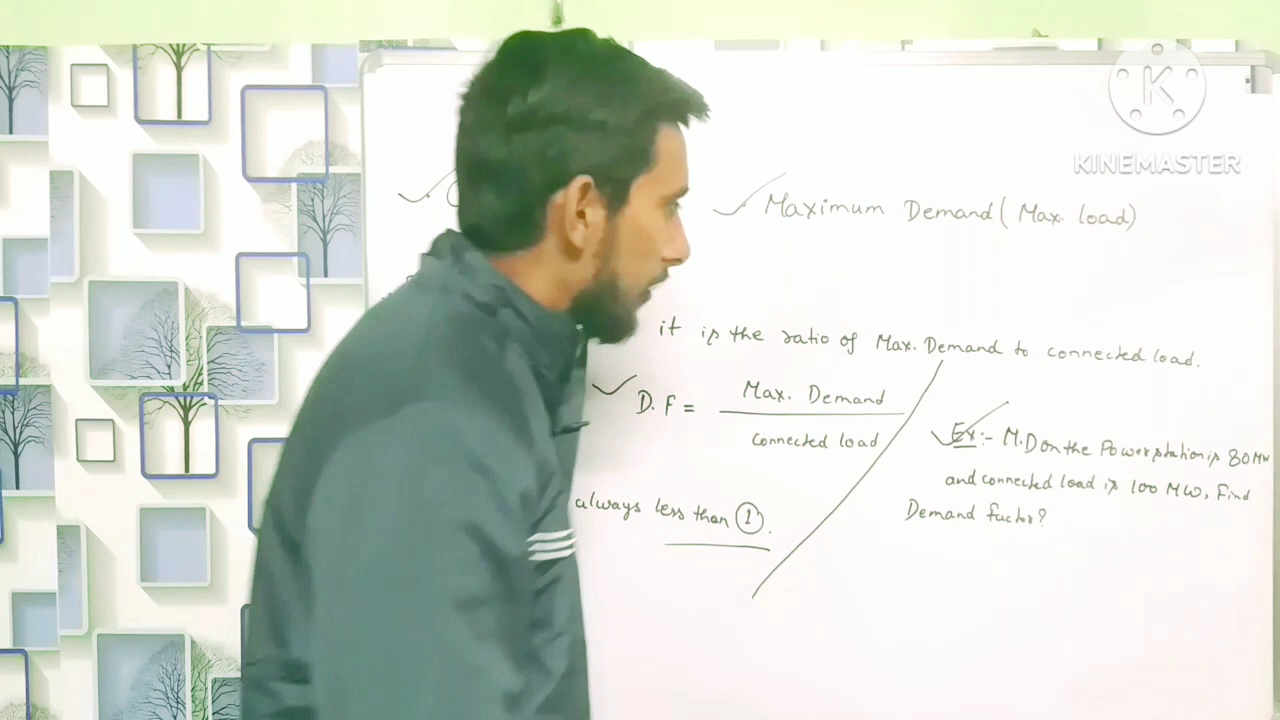 KINEMASTER
Maximum Demand (Max. load)
it is the ratio of Max. Demand to connected load.
D.F = Max. Demand
connected load
always less than 1.
Ex:- M.D on the Powerstation is 80 MW
and connected load is 100 MW, Find
Demand factor?